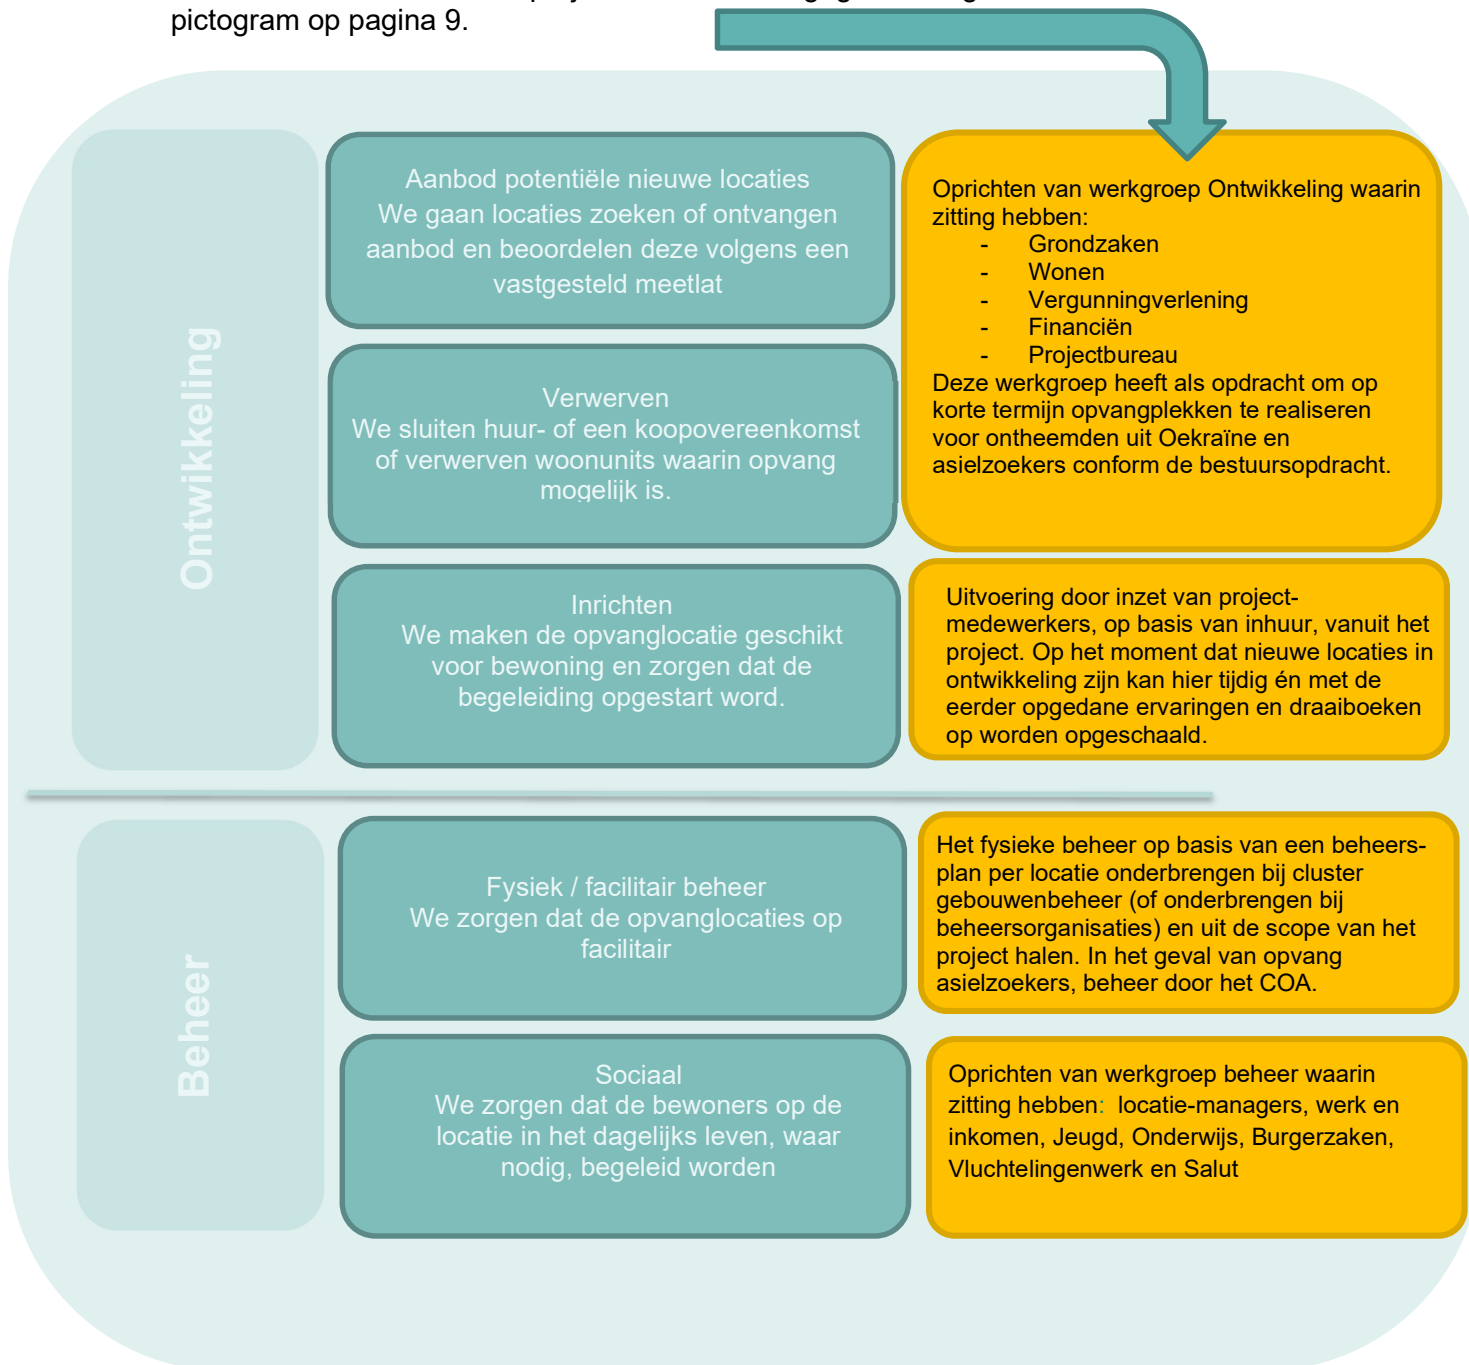 pictogram op pagina 9.
Ontwikkeling
Aanbod potentiële nieuwe locaties
We gaan locaties zoeken of ontvangen
aanbod en beoordelen deze volgens een
vastgesteld meetlat
Oprichten van werkgroep Ontwikkeling waarin
zitting hebben:
- Grondzaken
- Wonen
- Vergunningverlening
- Financiën
- Projectbureau
Deze werkgroep heeft als opdracht om op
korte termijn opvangplekken te realiseren
voor ontheemden uit Oekraïne en
asielzoekers conform de bestuursopdracht.
Verwerven
We sluiten huur- of een koopovereenkomst
of verwerven woonunits waarin opvang
mogelijk is.
Inrichten
We maken de opvanglocatie geschikt
voor bewoning en zorgen dat de
begeleiding opgestart word.
Uitvoering door inzet van project-
medewerkers, op basis van inhuur, vanuit het
project. Op het moment dat nieuwe locaties in
ontwikkeling zijn kan hier tijdig én met de
eerder opgedane ervaringen en draaiboeken
op worden opgeschaald.
Beheer
Fysiek / facilitair beheer
We zorgen dat de opvanglocaties op
facilitair
Het fysieke beheer op basis van een beheers-
plan per locatie onderbrengen bij cluster
gebouwenbeheer (of onderbrengen bij
beheersorganisaties) en uit de scope van het
project halen. In het geval van opvang
asielzoekers, beheer door het COA.
Sociaal
We zorgen dat de bewoners op de
locatie in het dagelijks leven, waar
nodig, begeleid worden
Oprichten van werkgroep beheer waarin
zitting hebben: locatie-managers, werk en
inkomen, Jeugd, Onderwijs, Burgerzaken,
Vluchtelingenwerk en Salut